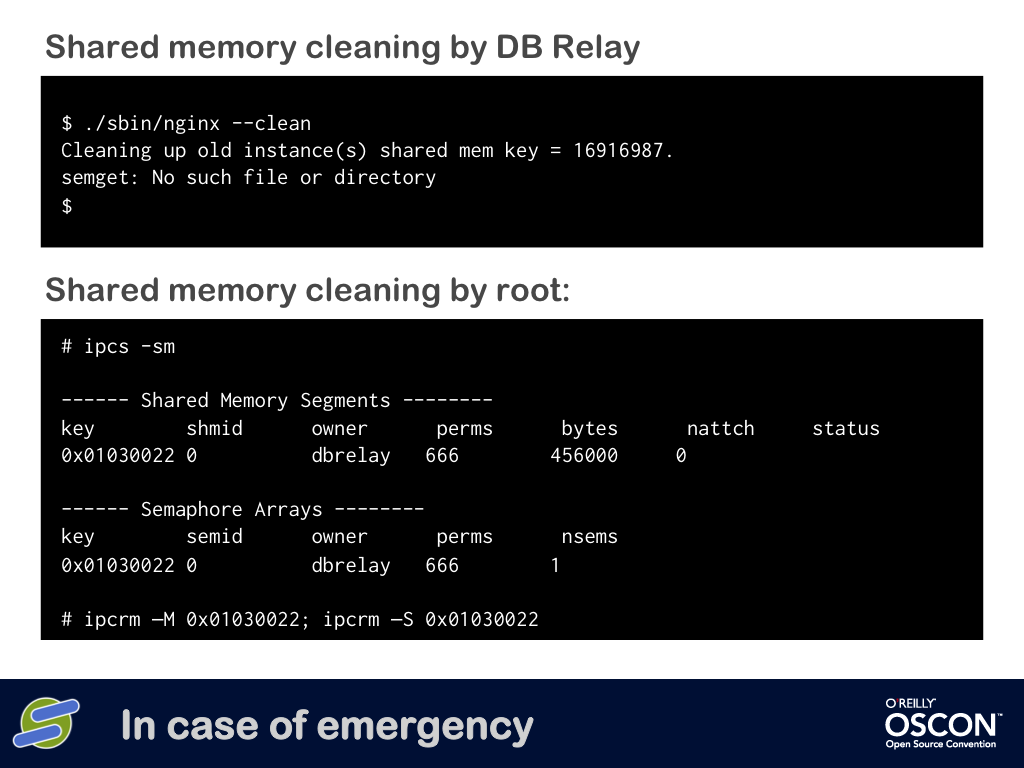 Shared memory cleaning by DB Relay
$ ./sbin/nginx --clean
Cleaning up old instance(s) shared mem key = 16916987.
semget: No such file or directory
$
Shared memory cleaning by root:
# ipcs -sm
------ Shared Memory Segments --------
key        shmid      owner      perms      bytes      nattch     status
0x01030022 0          dbrelay   666        456000     0
------ Semaphore Arrays --------
key        semid      owner      perms      nsems
0x01030022 0          dbrelay   666        1
# ipcrm –M 0x01030022; ipcrm –S 0x01030022
In case of emergency
O'REILLY
OSCON™
Open Source Convention